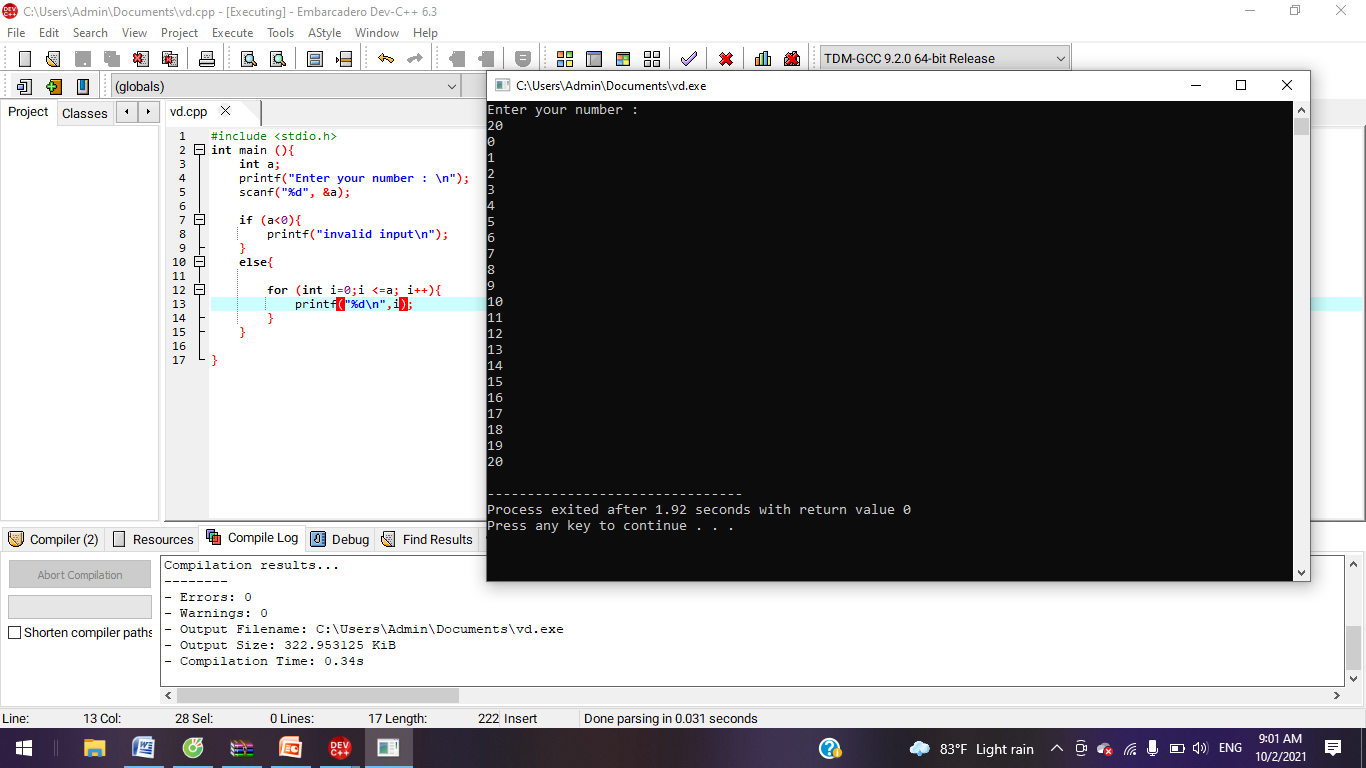 C:\Users\Admin\Documents\vd.cpp - [Executing] - Embarcadero Dev-C++ 6.3
File Edit Search View Project Execute Tools AStyle Window Help
TDM-GCC 9.2.0 64-bit Release
(globals)
Project Classes
vd.cpp
1 #include <stdio.h>
2 int main (){
3 int a;
4 printf("Enter your number : \n");
5 scanf("%d", &a);
6
7 if (a<0){
8 printf("invalid input\n");
9 }
10 else{
11
12 for (int i=0;i <=a; i++){
13 printf("%d\n",i);
14 }
15 }
16
17 }
C:\Users\Admin\Documents\vd.exe
Enter your number :
20
0
1
2
3
4
5
6
7
8
9
10
11
12
13
14
15
16
17
18
19
20
--------------------------------
Process exited after 1.92 seconds with return value 0
Press any key to continue . . .
Compiler (2) Resources Compile Log Debug Find Results
Abort Compilation
Shorten compiler paths
Compilation results...
--------
- Errors: 0
- Warnings: 0
- Output Filename: C:\Users\Admin\Documents\vd.exe
- Output Size: 322.953125 KiB
- Compilation Time: 0.34s
Line: 13 Col: 28 Sel: 0 Lines: 17 Length: 222 Insert Done parsing in 0.031 seconds
DEV C++
83°F Light rain
ENG
9:01 AM
10/2/2021